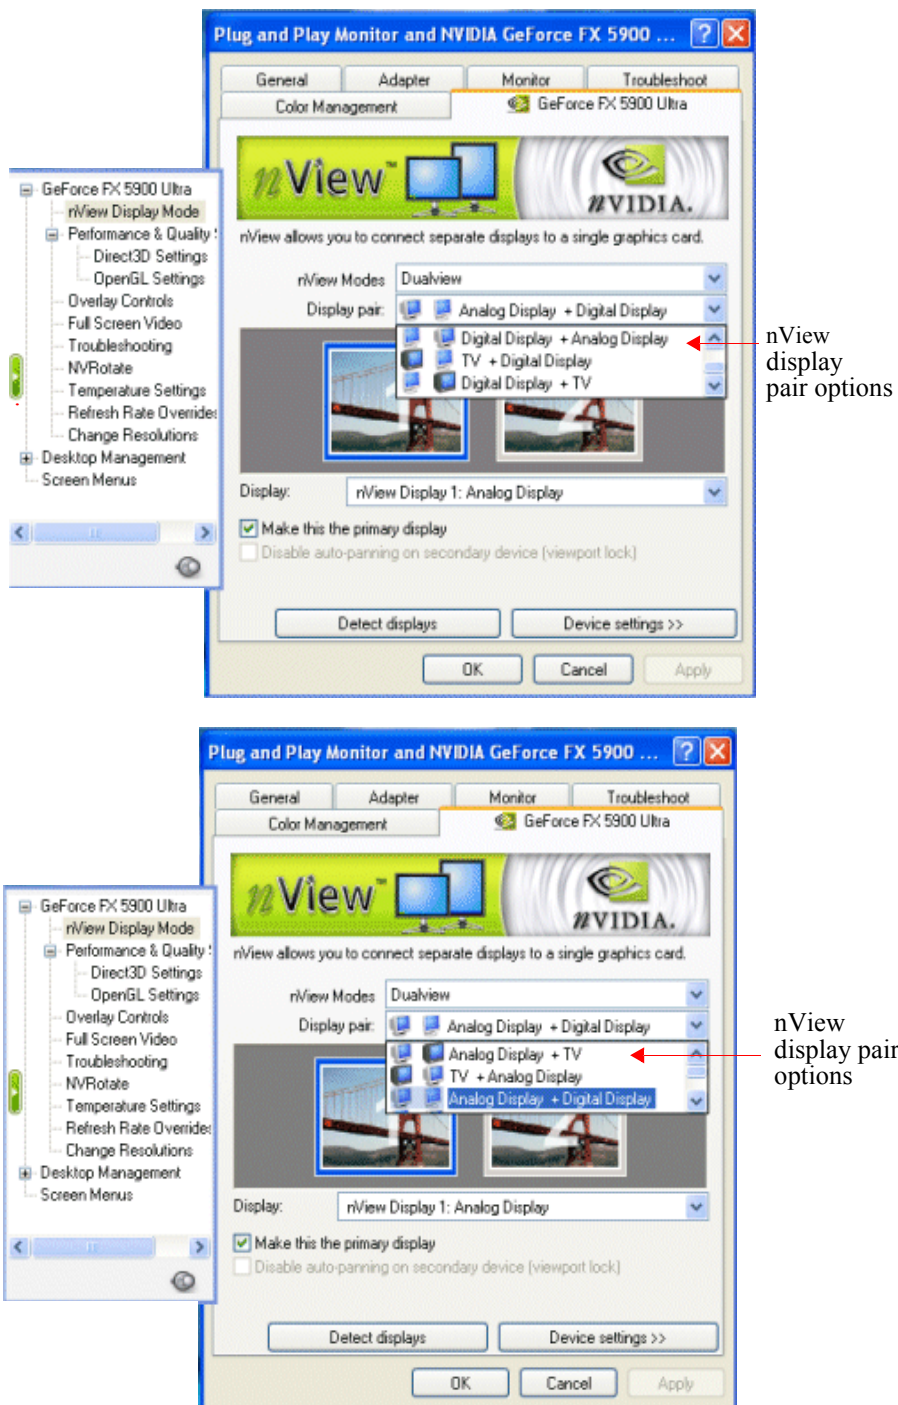 Plug and Play Monitor and NVIDIA GeForce FX 5900 ...
General Adapter Monitor Troubleshoot
Color Management GeForce FX 5900 Ultra
nView™ nVIDIA.
nView allows you to connect separate displays to a single graphics card.
GeForce FX 5900 Ultra
nView Display Mode
Performance & Quality S
Direct3D Settings
OpenGL Settings
Overlay Controls
Full Screen Video
Troubleshooting
NVRotate
Temperature Settings
Refresh Rate Overrides
Change Resolutions
Desktop Management
Screen Menus
nView Modes Dualview
Display pair: Analog Display + Digital Display
Digital Display + Analog Display
TV + Digital Display
Digital Display + TV
nView
display
pair options
1 2
Display: nView Display 1: Analog Display
Make this the primary display
Disable auto-panning on secondary device (viewport lock)
Detect displays Device settings >>
OK Cancel Apply
Plug and Play Monitor and NVIDIA GeForce FX 5900 ...
General Adapter Monitor Troubleshoot
Color Management GeForce FX 5900 Ultra
nView™ nVIDIA.
nView allows you to connect separate displays to a single graphics card.
GeForce FX 5900 Ultra
nView Display Mode
Performance & Quality S
Direct3D Settings
OpenGL Settings
Overlay Controls
Full Screen Video
Troubleshooting
NVRotate
Temperature Settings
Refresh Rate Overrides
Change Resolutions
Desktop Management
Screen Menus
nView Modes Dualview
Display pair: Analog Display + Digital Display
Analog Display + TV
TV + Analog Display
Analog Display + Digital Display
nView
display pair
options
1 2
Display: nView Display 1: Analog Display
Make this the primary display
Disable auto-panning on secondary device (viewport lock)
Detect displays Device settings >>
OK Cancel Apply